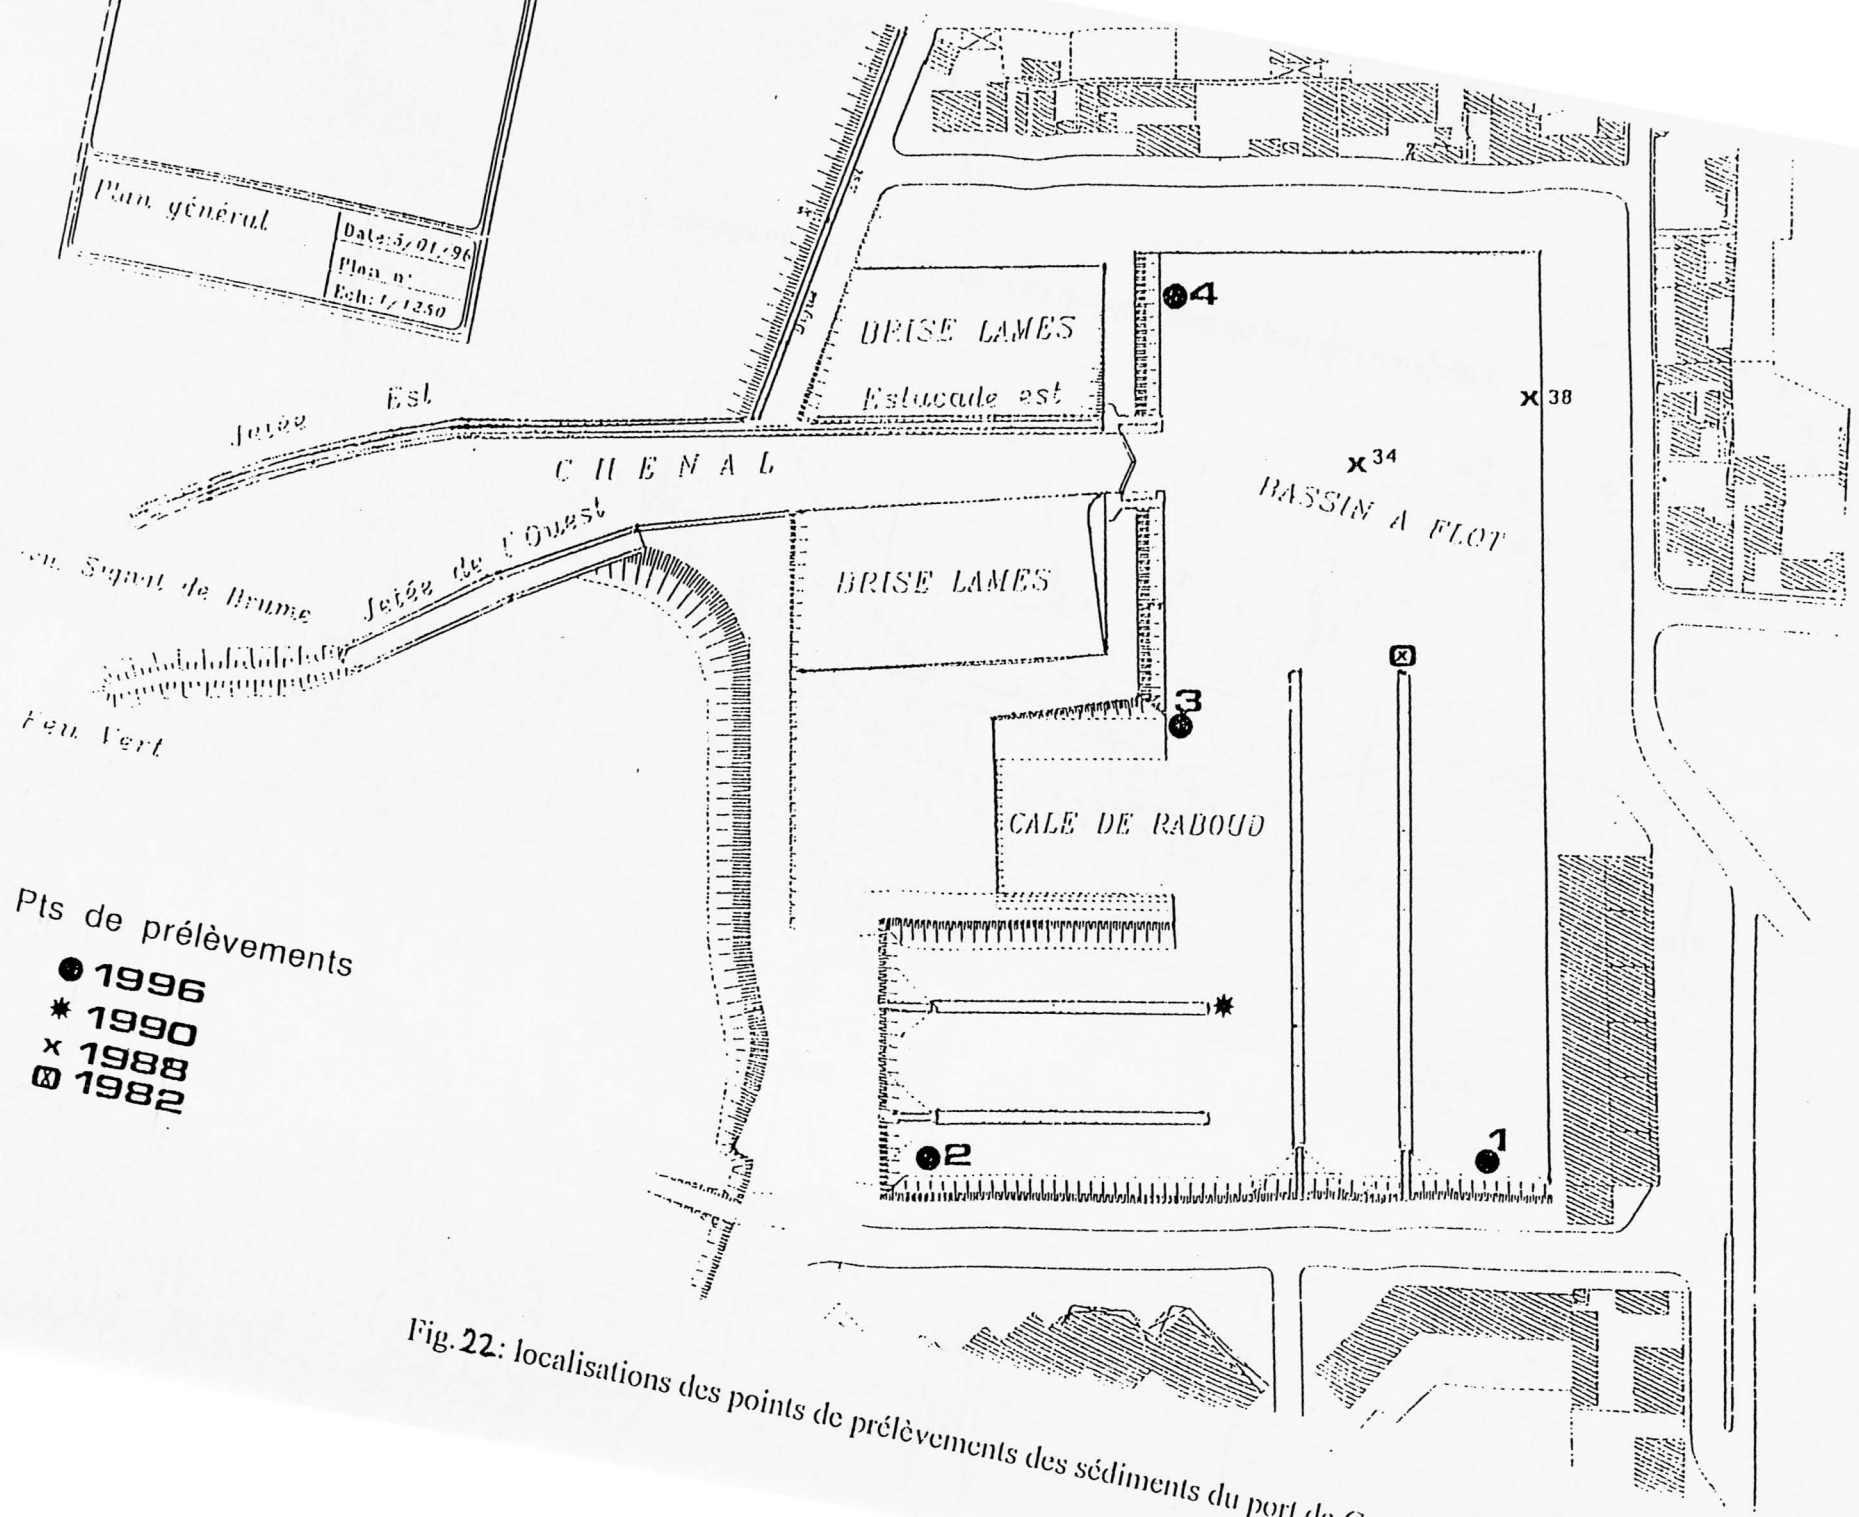 Plan général
Date: 5/01/96
Plan n°
Ech: 1/1250
BRISE LAMES
Estacade est
4
Jetée Est
CHENAL
x 38
x 34
BASSIN A FLOT
Jetée de l'Ouest
Signal de Brume
BRISE LAMES
Feu Vert
3
CALE DE RABOUD
Pts de prélèvements
1996
1990
x 1988
1982
2
1
Fig.22: localisations des points de prélèvements des sédiments du port de